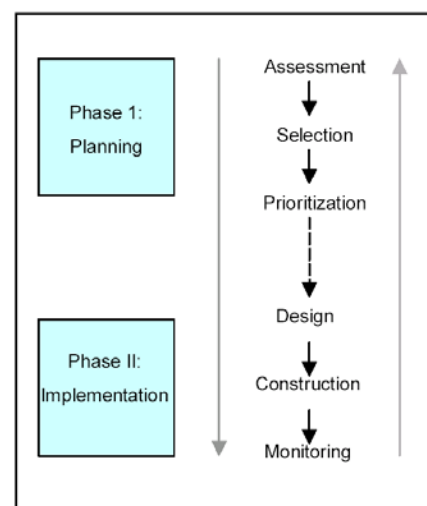 Phase 1:
Planning
Assessment
Selection
Prioritization
Phase II:
Implementation
Design
Construction
Monitoring